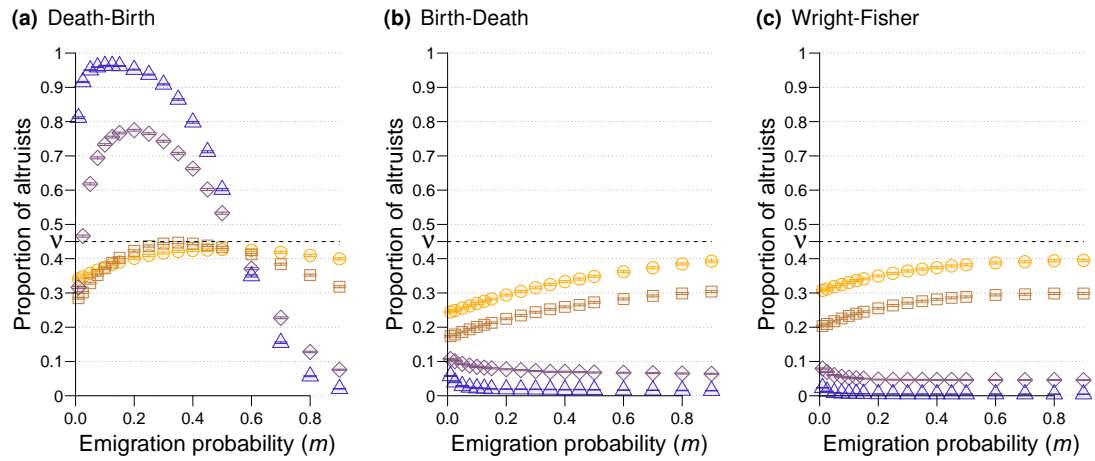 (a) Death-Birth
Proportion of altruists
1
0.9
0.8
0.7
0.6
0.5
ν
0.4
0.3
0.2
0.1
0
0.0 0.2 0.4 0.6 0.8
Emigration probability (m)
(b) Birth-Death
Proportion of altruists
1
0.9
0.8
0.7
0.6
0.5
ν
0.4
0.3
0.2
0.1
0
0.0 0.2 0.4 0.6 0.8
Emigration probability (m)
(c) Wright-Fisher
Proportion of altruists
1
0.9
0.8
0.7
0.6
0.5
ν
0.4
0.3
0.2
0.1
0
0.0 0.2 0.4 0.6 0.8
Emigration probability (m)